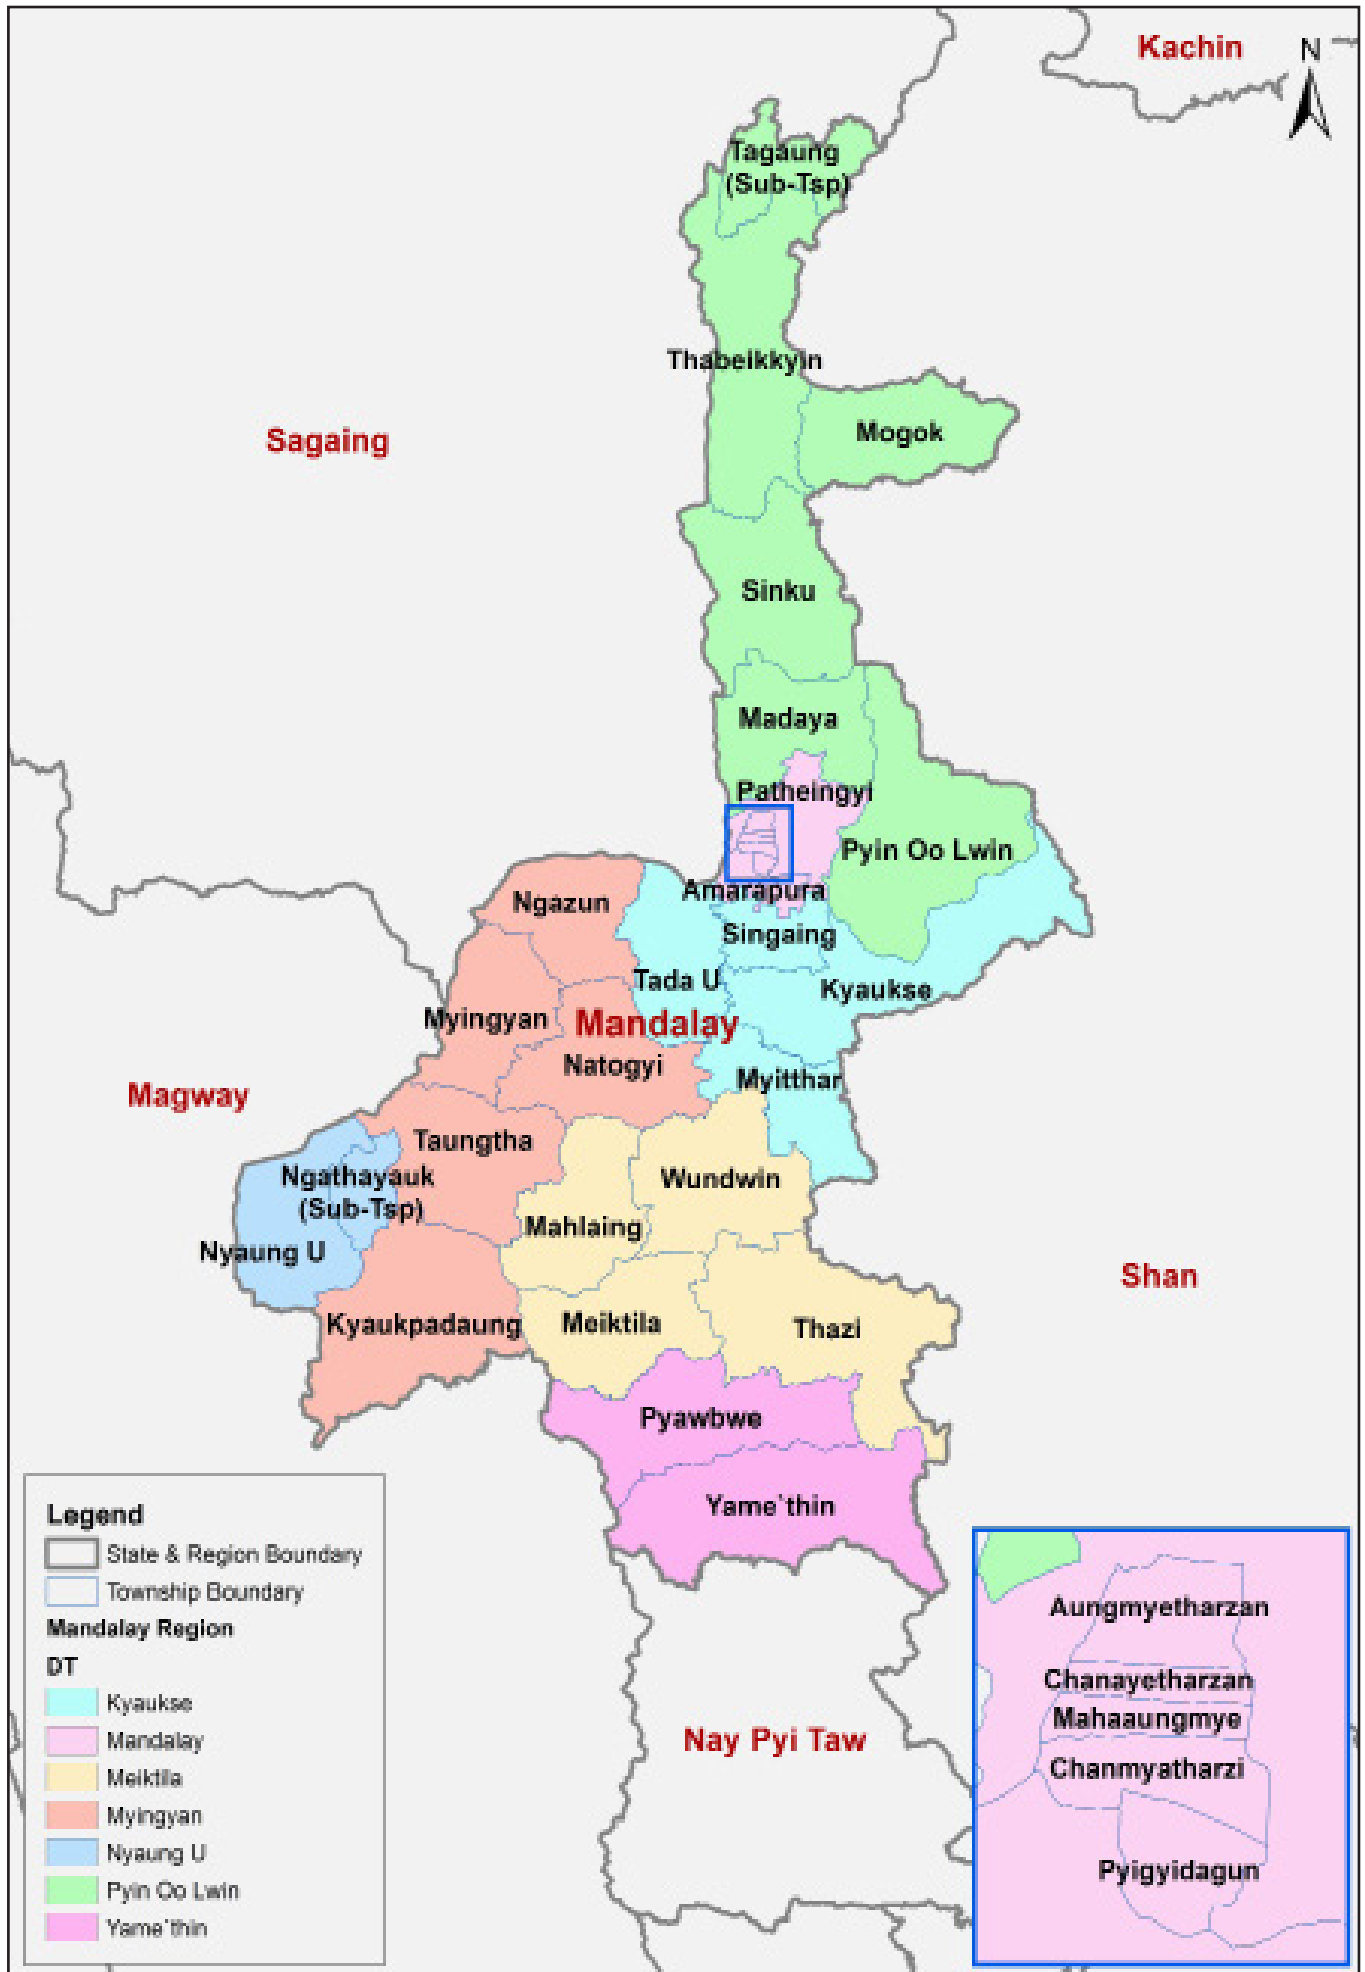 Kachin
N
Tagaung
(Sub-Tsp)
Thabeikkyin
Mogok
Sagaing
Sinku
Madaya
Patheingyi
Pyin Oo Lwin
Amarapura
Ngazun
Singaing
Tada U
Kyaukse
Myingyan
Mandalay
Natogyi
Myitthar
Magway
Taungtha
Ngathayauk
(Sub-Tsp)
Wundwin
Mahlaing
Nyaung U
Shan
Kyaukpadaung
Meiktila
Thazi
Pyawbwe
Yame`thin
Nay Pyi Taw
Legend
State & Region Boundary
Township Boundary
Mandalay Region
DT
Kyaukse
Mandalay
Meiktila
Myingyan
Nyaung U
Pyin Oo Lwin
Yame`thin
Aungmyetharzan
Chanayetharzan
Mahaaungmye
Chanmyatharzi
Pyigyidagun